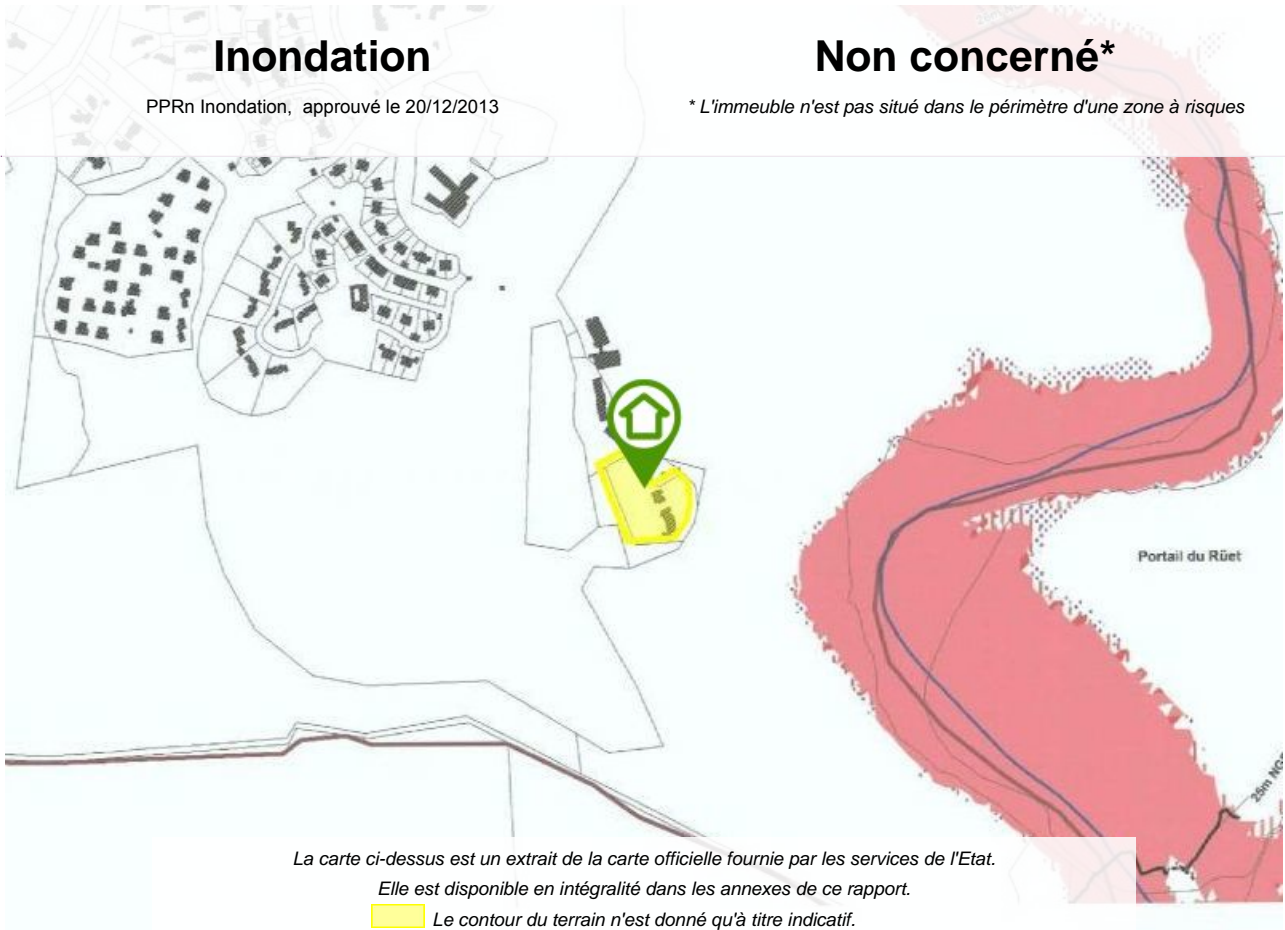 Inondation
Non concerné*
PPRn Inondation, approuvé le 20/12/2013
* L'immeuble n'est pas situé dans le périmètre d'une zone à risques
Portail du Rüet
La carte ci-dessus est un extrait de la carte officielle fournie par les services de l'Etat.
Elle est disponible en intégralité dans les annexes de ce rapport.
Le contour du terrain n'est donné qu'à titre indicatif.